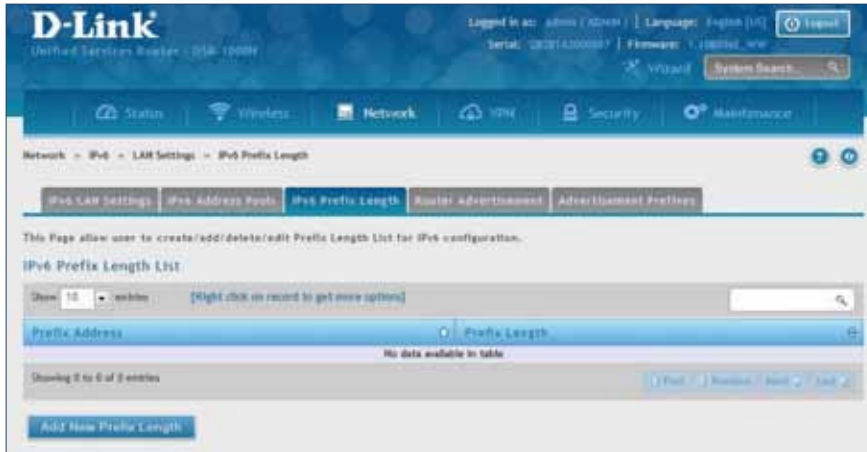 D-Link
Unified Services Router - DSR-1000N
Logged in as: admin ( ADMIN ) | Language: English [US]
Logout
Serial: | Firmware:
Wizard
System Search...
Status
Wireless
Network
VPN
Security
Maintenance
Network » IPv6 » LAN Settings » IPv6 Prefix Length
IPv6 LAN Settings
IPv6 Address Pools
IPv6 Prefix Length
Router Advertisement
Advertisement Prefixes
This Page allow user to create/add/delete/edit Prefix Length List for IPv6 configuration.
IPv6 Prefix Length List
Show 10 entries
[Right click on record to get more options]
Prefix Address
Prefix Length
No data available in table
Showing 0 to 0 of 0 entries
First
Previous
Next
Last
Add New Prefix Length